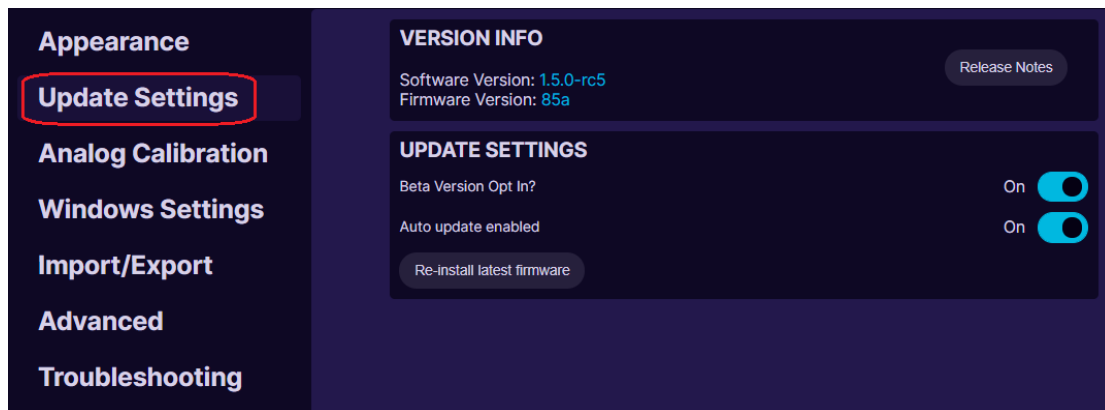 Appearance
Update Settings
Analog Calibration
Windows Settings
Import/Export
Advanced
Troubleshooting
VERSION INFO
Software Version: 1.5.0-rc5
Firmware Version: 85a
Release Notes
UPDATE SETTINGS
Beta Version Opt In?
On
Auto update enabled
On
Re-install latest firmware